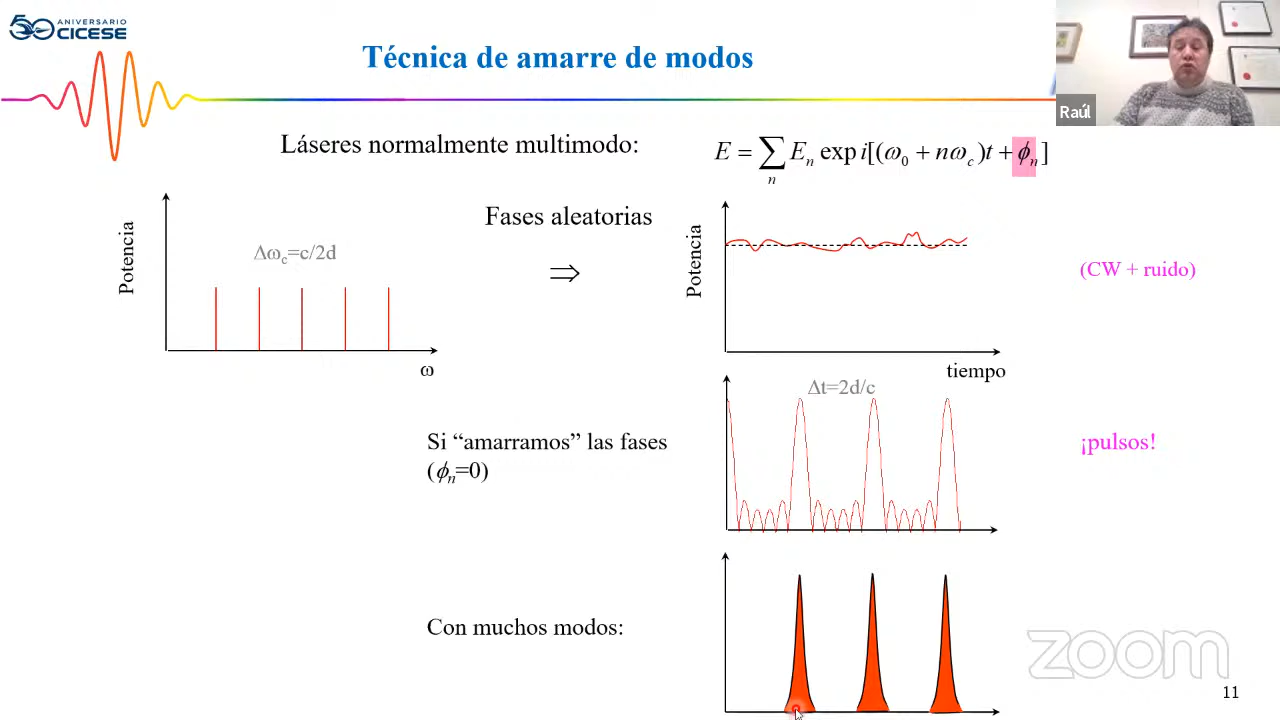 50 ANIVERSARIO
CICESE
Técnica de amarre de modos
Raúl
Láseres normalmente multimodo:
E = ∑ₙ Eₙ exp i[(ω₀ + nω_c)t + ϕₙ]
Fases aleatorias
Potencia
Δω_c=c/2d
⇒
ω
Potencia
tiempo
(CW + ruido)
Δt=2d/c
Si “amarramos” las fases
(ϕₙ=0)
¡pulsos!
Con muchos modos:
zoom
11